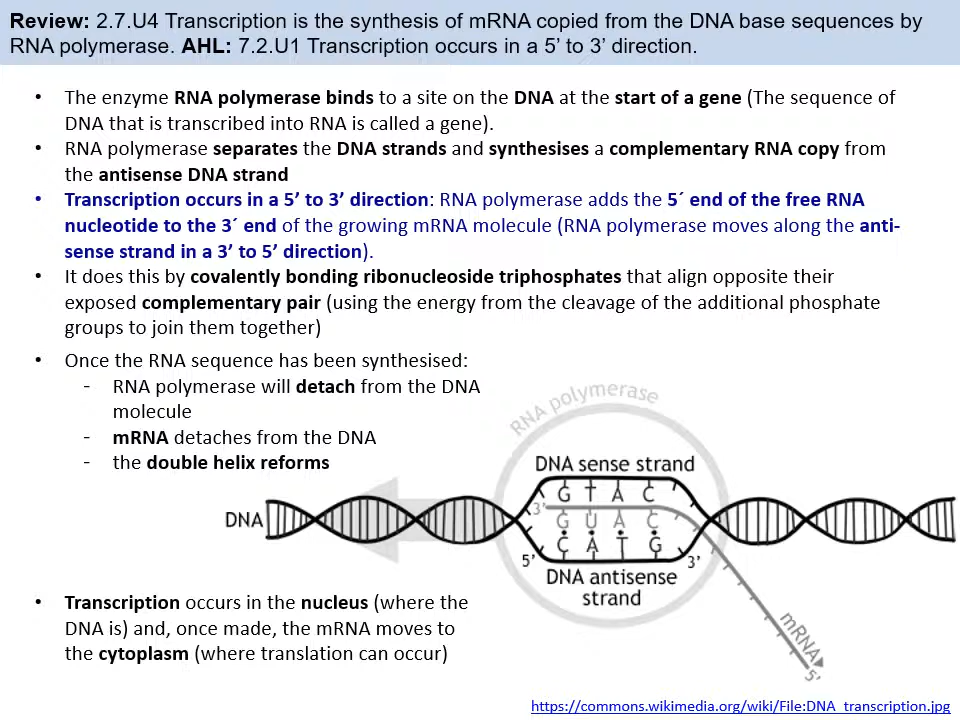 Review: 2.7.U4 Transcription is the synthesis of mRNA copied from the DNA base sequences by
RNA polymerase. AHL: 7.2.U1 Transcription occurs in a 5’ to 3’ direction.
• The enzyme RNA polymerase binds to a site on the DNA at the start of a gene (The sequence of
DNA that is transcribed into RNA is called a gene).
• RNA polymerase separates the DNA strands and synthesises a complementary RNA copy from
the antisense DNA strand
• Transcription occurs in a 5’ to 3’ direction: RNA polymerase adds the 5´ end of the free RNA
nucleotide to the 3´ end of the growing mRNA molecule (RNA polymerase moves along the anti-
sense strand in a 3’ to 5’ direction).
• It does this by covalently bonding ribonucleoside triphosphates that align opposite their
exposed complementary pair (using the energy from the cleavage of the additional phosphate
groups to join them together)
• Once the RNA sequence has been synthesised:
- RNA polymerase will detach from the DNA
molecule
- mRNA detaches from the DNA
- the double helix reforms
RNA polymerase
DNA sense strand
G T A C
3’
DNA
G U A C
C A T G
5’
3’
DNA antisense
strand
mRNA
5’
• Transcription occurs in the nucleus (where the
DNA is) and, once made, the mRNA moves to
the cytoplasm (where translation can occur)
https://commons.wikimedia.org/wiki/File:DNA_transcription.jpg